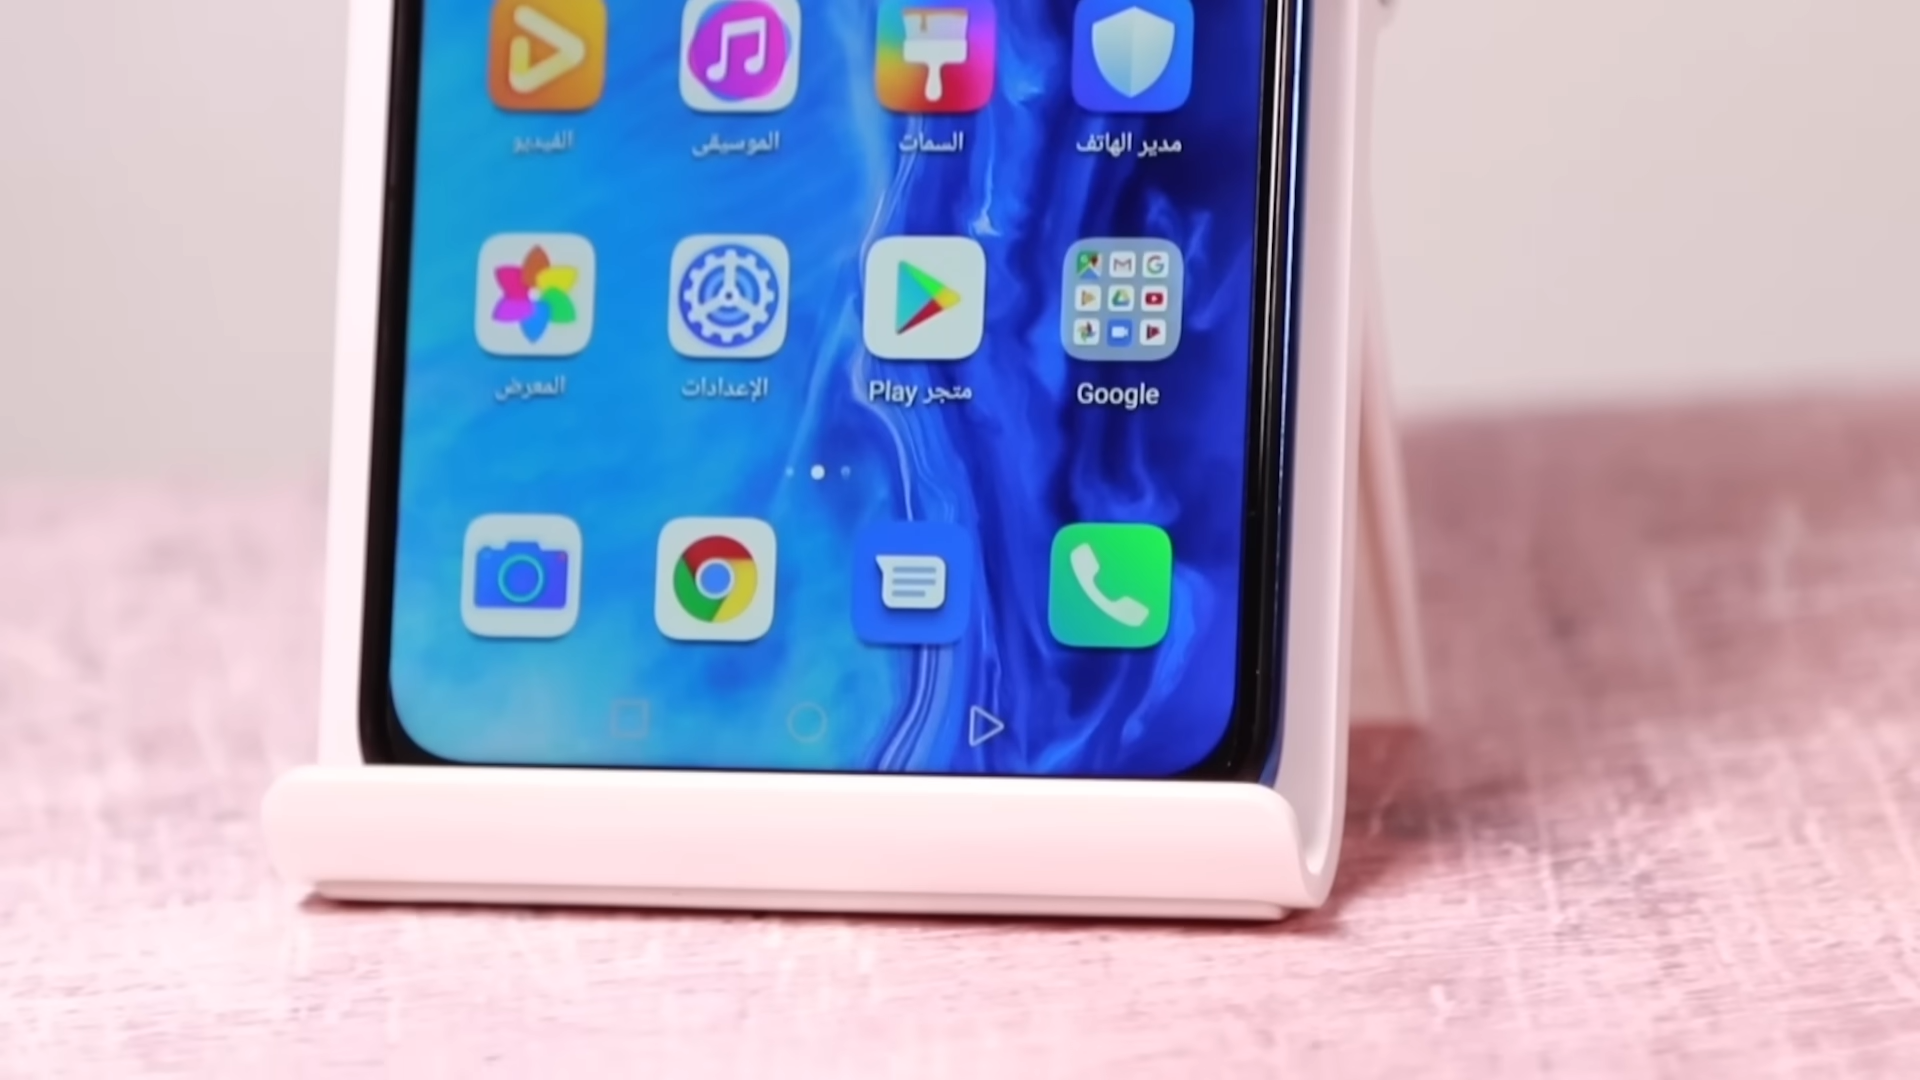 مدير الهاتف
السمات
الموسيقى
الفيديو
Google
متجر Play
الإعدادات
المعرض